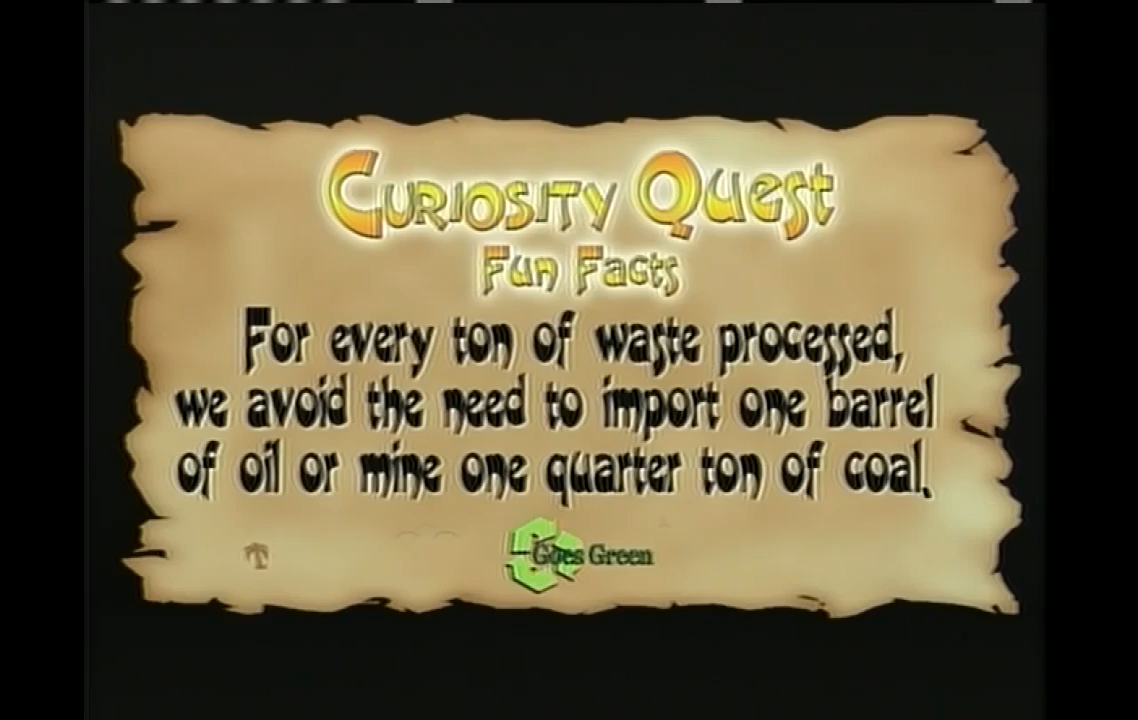 Curiosity Quest
Fun Facts
For every ton of waste processed,
we avoid the need to import one barrel
of oil or mine one quarter ton of coal.
Goes Green